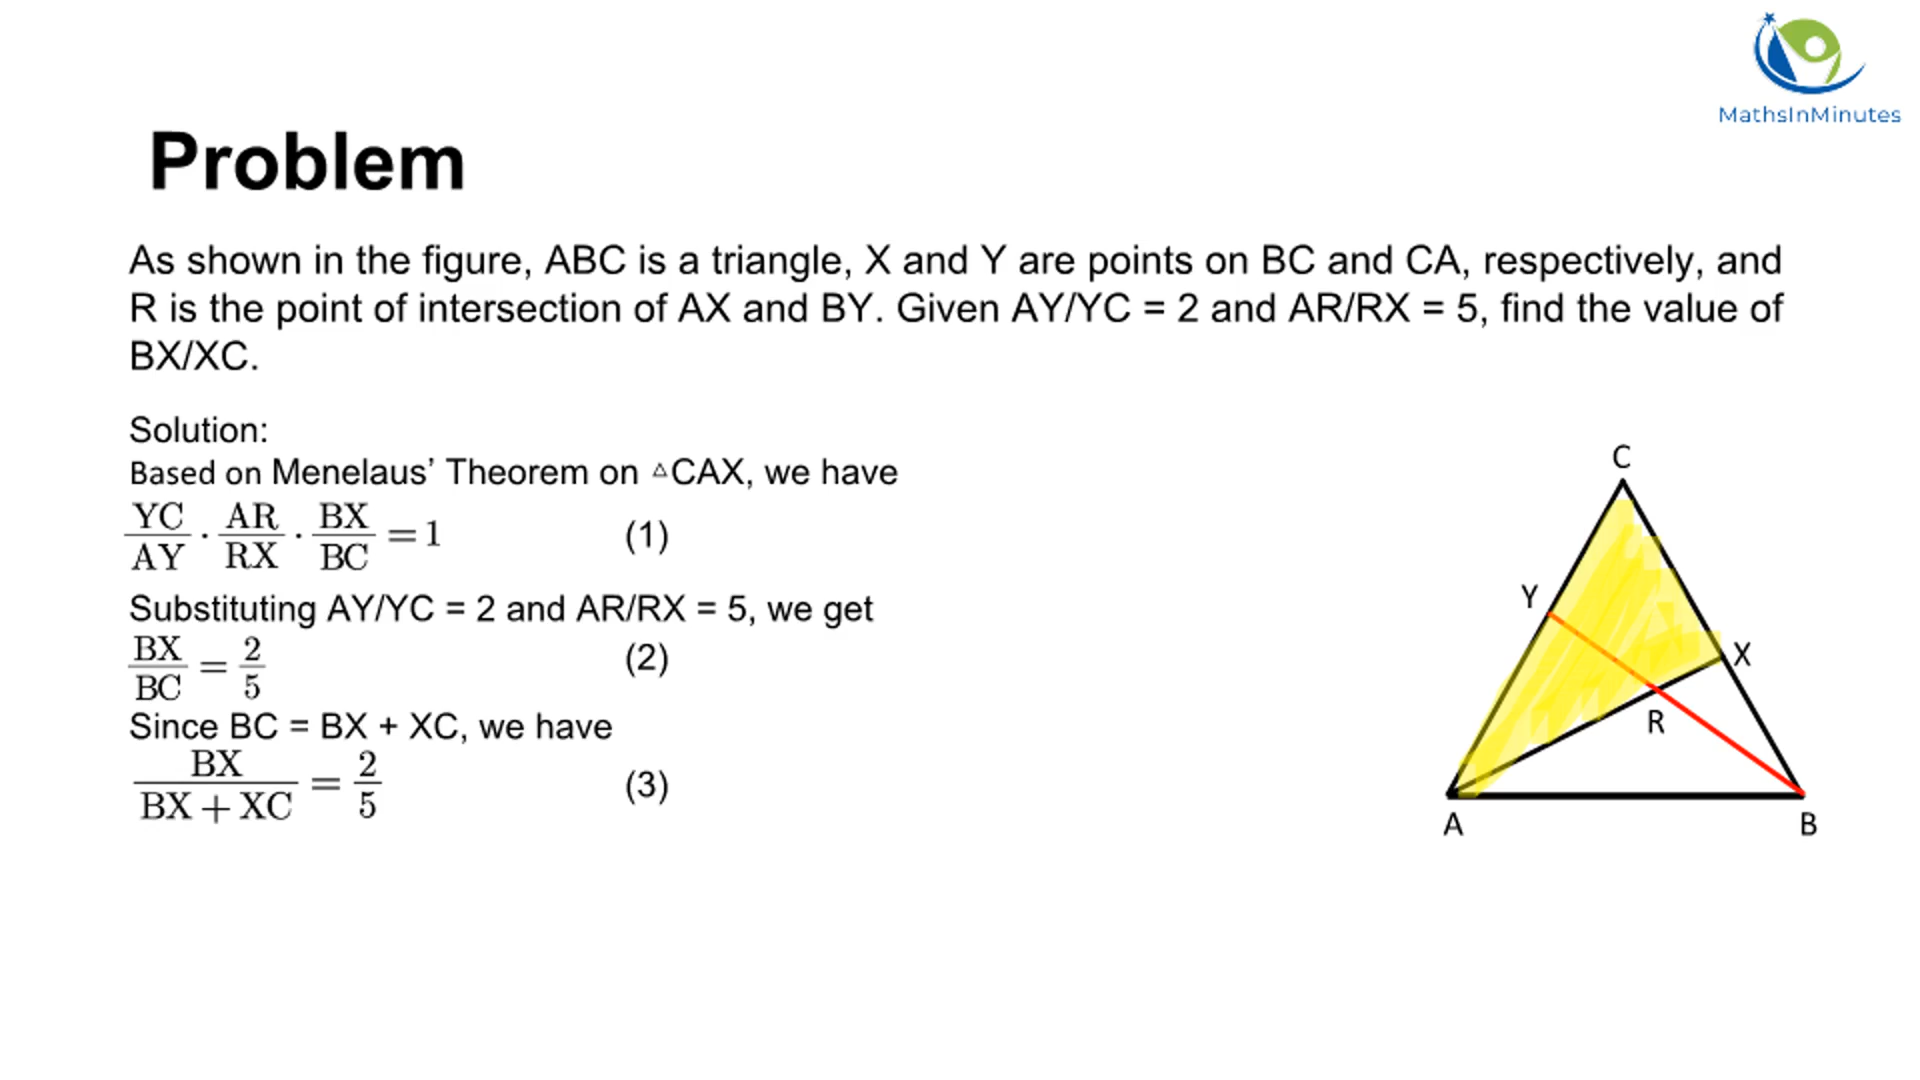 MathsInMinutes
Problem
As shown in the figure, ABC is a triangle, X and Y are points on BC and CA, respectively, and
R is the point of intersection of AX and BY. Given AY/YC = 2 and AR/RX = 5, find the value of
BX/XC.
Solution:
Based on Menelaus’ Theorem on △CAX, we have
YC/AY · AR/RX · BX/BC = 1 (1)
Substituting AY/YC = 2 and AR/RX = 5, we get
BX/BC = 2/5 (2)
Since BC = BX + XC, we have
BX/(BX + XC) = 2/5 (3)
C
Y
X
R
A B